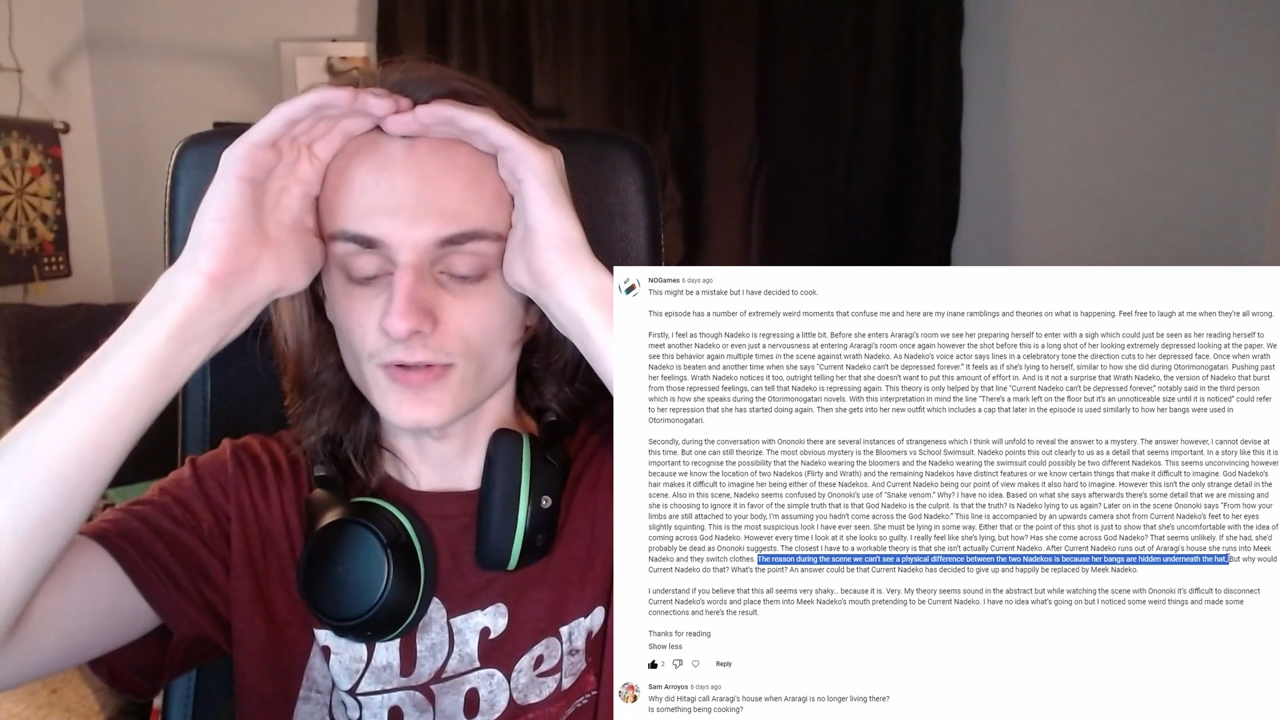 NOGames 6 days ago
This might be a mistake but I have decided to cook.
This episode has a number of extremely weird moments that confuse me and here are my inane ramblings and theories on what is happening. Feel free to laugh at me when they're all wrong.
Firstly, I feel as though Nadeko is regressing a little bit. Before she enters Araragi's room we see her preparing herself to enter with a sigh which could just be seen as her reading herself to
meet another Nadeko or even just a nervousness at entering Araragi's room once again however the shot before this is a long shot of her looking extremely depressed looking at the paper. We
see this behavior again multiple times in the scene against wrath Nadeko. As Nadeko's voice actor says lines in a celebratory tone the direction cuts to her depressed face. Once when wrath
Nadeko is beaten and another time when she says "Current Nadeko can't be depressed forever." It feels as if she's lying to herself, similar to how she did during Otorimonogatari. Pushing past
her feelings. Wrath Nadeko notices it too, outright telling her that she doesn't want to put this amount of effort in. And is it not a surprise that Wrath Nadeko, the version of Nadeko that burst
from those repressed feelings, can tell that Nadeko is repressing again. This theory is only helped by that line "Current Nadeko can't be depressed forever," notably said in the third person
which is how she speaks during the Otorimonogatari novels. With this interpretation in mind the line "There's a mark left on the floor but it's an unnoticeable size until it is noticed" could refer
to her repression that she has started doing again. Then she gets into her new outfit which includes a cap that later in the episode is used similarly to how her bangs were used in
Otorimonogatari.
Secondly, during the conversation with Ononoki there are several instances of strangeness which I think will unfold to reveal the answer to a mystery. The answer however, I cannot devise at
this time. But one can still theorize. The most obvious mystery is the Bloomers vs School Swimsuit. Nadeko points this out clearly to us as a detail that seems important. In a story like this it is
important to recognise the possibility that the Nadeko wearing the bloomers and the Nadeko wearing the swimsuit could possibly be two different Nadekos. This seems unconvincing however
because we know the location of two Nadekos (Flirty and Wrath) and the remaining Nadekos have distinct features or we know certain things that make it difficult to imagine. God Nadeko's
hair makes it difficult to imagine her being either of these Nadekos. And Current Nadeko being our point of view makes it also hard to imagine. However this isn't the only strange detail in the
scene. Also in this scene, Nadeko seems confused by Ononoki's use of "Snake venom." Why? I have no idea. Based on what she says afterwards there's some detail that we are missing and
she is choosing to ignore it in favor of the simple truth that is that God Nadeko is the culprit. Is that the truth? Is Nadeko lying to us again? Later on in the scene Ononoki says "From how your
limbs are still attached to your body, I'm assuming you hadn't come across the God Nadeko." This line is accompanied by an upwards camera shot from Current Nadeko's feet to her eyes
slightly squinting. This is the most suspicious look I have ever seen. She must be lying in some way. Either that or the point of this shot is just to show that she's uncomfortable with the idea of
coming across God Nadeko. However every time I look at it she looks so guilty. I really feel like she's lying, but how? Has she come across God Nadeko? That seems unlikely. If she had, she'd
probably be dead as Ononoki suggests. The closest I have to a workable theory is that she isn't actually Current Nadeko. After Current Nadeko runs out of Araragi's house she runs into Meek
Nadeko and they switch clothes. The reason during the scene we can't see a physical difference between the two Nadekos is because her bangs are hidden underneath the hat. But why would
Current Nadeko do that? What's the point? An answer could be that Current Nadeko has decided to give up and happily be replaced by Meek Nadeko.
I understand if you believe that this all seems very shaky... because it is. Very. My theory seems sound in the abstract but while watching the scene with Ononoki it's difficult to disconnect
Current Nadeko's words and place them into Meek Nadeko's mouth pretending to be Current Nadeko. I have no idea what's going on but I noticed some weird things and made some
connections and here's the result.
Thanks for reading
Show less
2 Reply
Sam Arroyos 6 days ago
Why did Hitagi call Araragi's house when Araragi is no longer living there?
Is something being cooking?